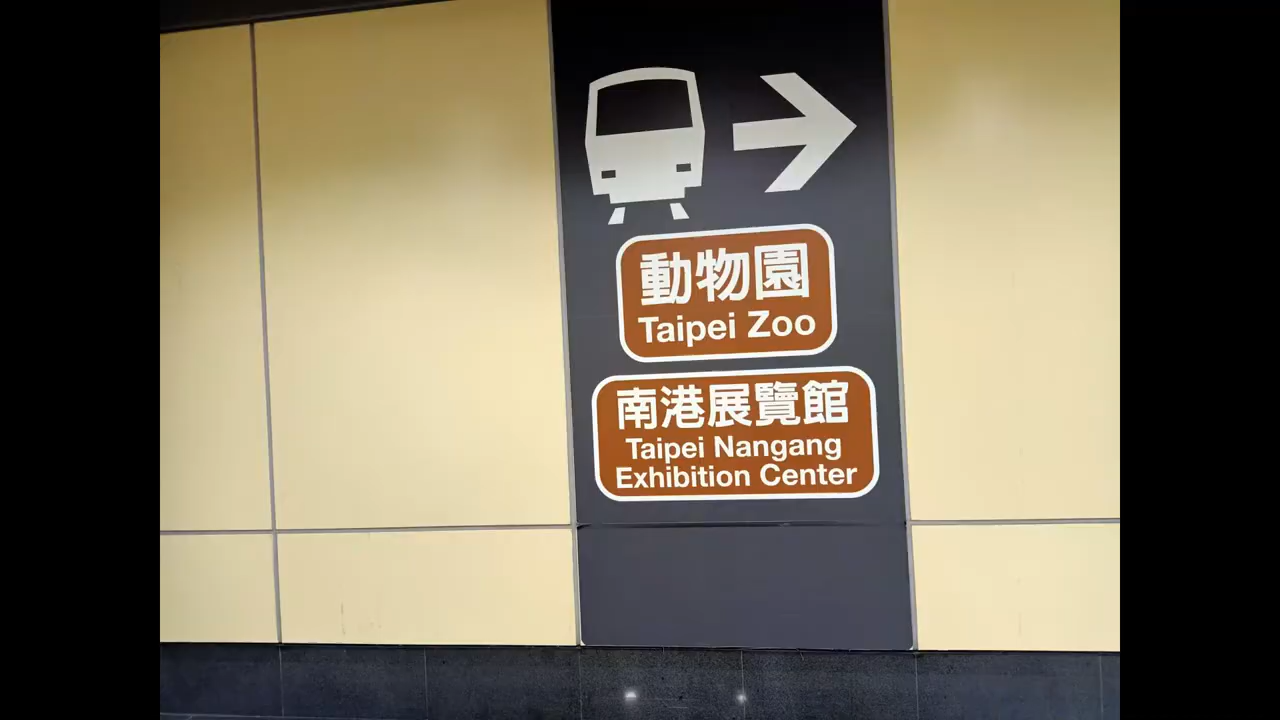 動物園
Taipei Zoo
南港展覽館
Taipei Nangang
Exhibition Center